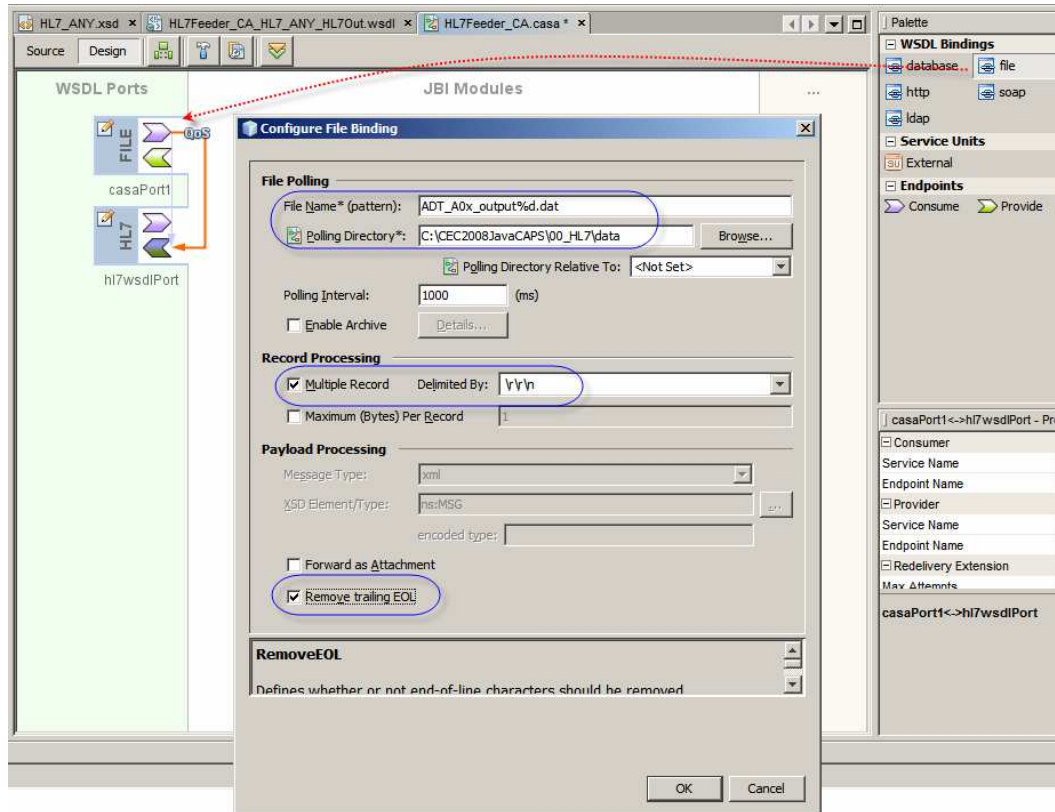 HL7_ANY.xsd × HL7Feeder_CA_HL7_ANY_HL7Out.wsdl × HL7Feeder_CA.casa * ×
Source Design
WSDL Ports JBI Modules ...
FILE
QoS
casaPort1
HL7
hl7wsdlPort
Configure File Binding
File Polling
File Name* (pattern): ADT_A0x_output%d.dat
Polling Directory*: C:\CEC2008JavaCAPS\00_HL7\data Browse...
Polling Directory Relative To: <Not Set>
Polling Interval: 1000 (ms)
Enable Archive Details...
Record Processing
Multiple Record Delimited By: \r\r\n
Maximum (Bytes) Per Record 1
Payload Processing
Message Type: xml
XSD Element/Type: ns:MSG ...
encoded type:
Forward as Attachment
Remove trailing EOL
RemoveEOL
Defines whether or not end-of-line characters should be removed
OK Cancel
Palette
WSDL Bindings
database file
http soap
ldap
Service Units
SU External
Endpoints
Consume Provide
casaPort1<->hl7wsdlPort - Pr
Consumer
Service Name
Endpoint Name
Provider
Service Name
Endpoint Name
Redelivery Extension
Max Attempts
casaPort1<->hl7wsdlPort